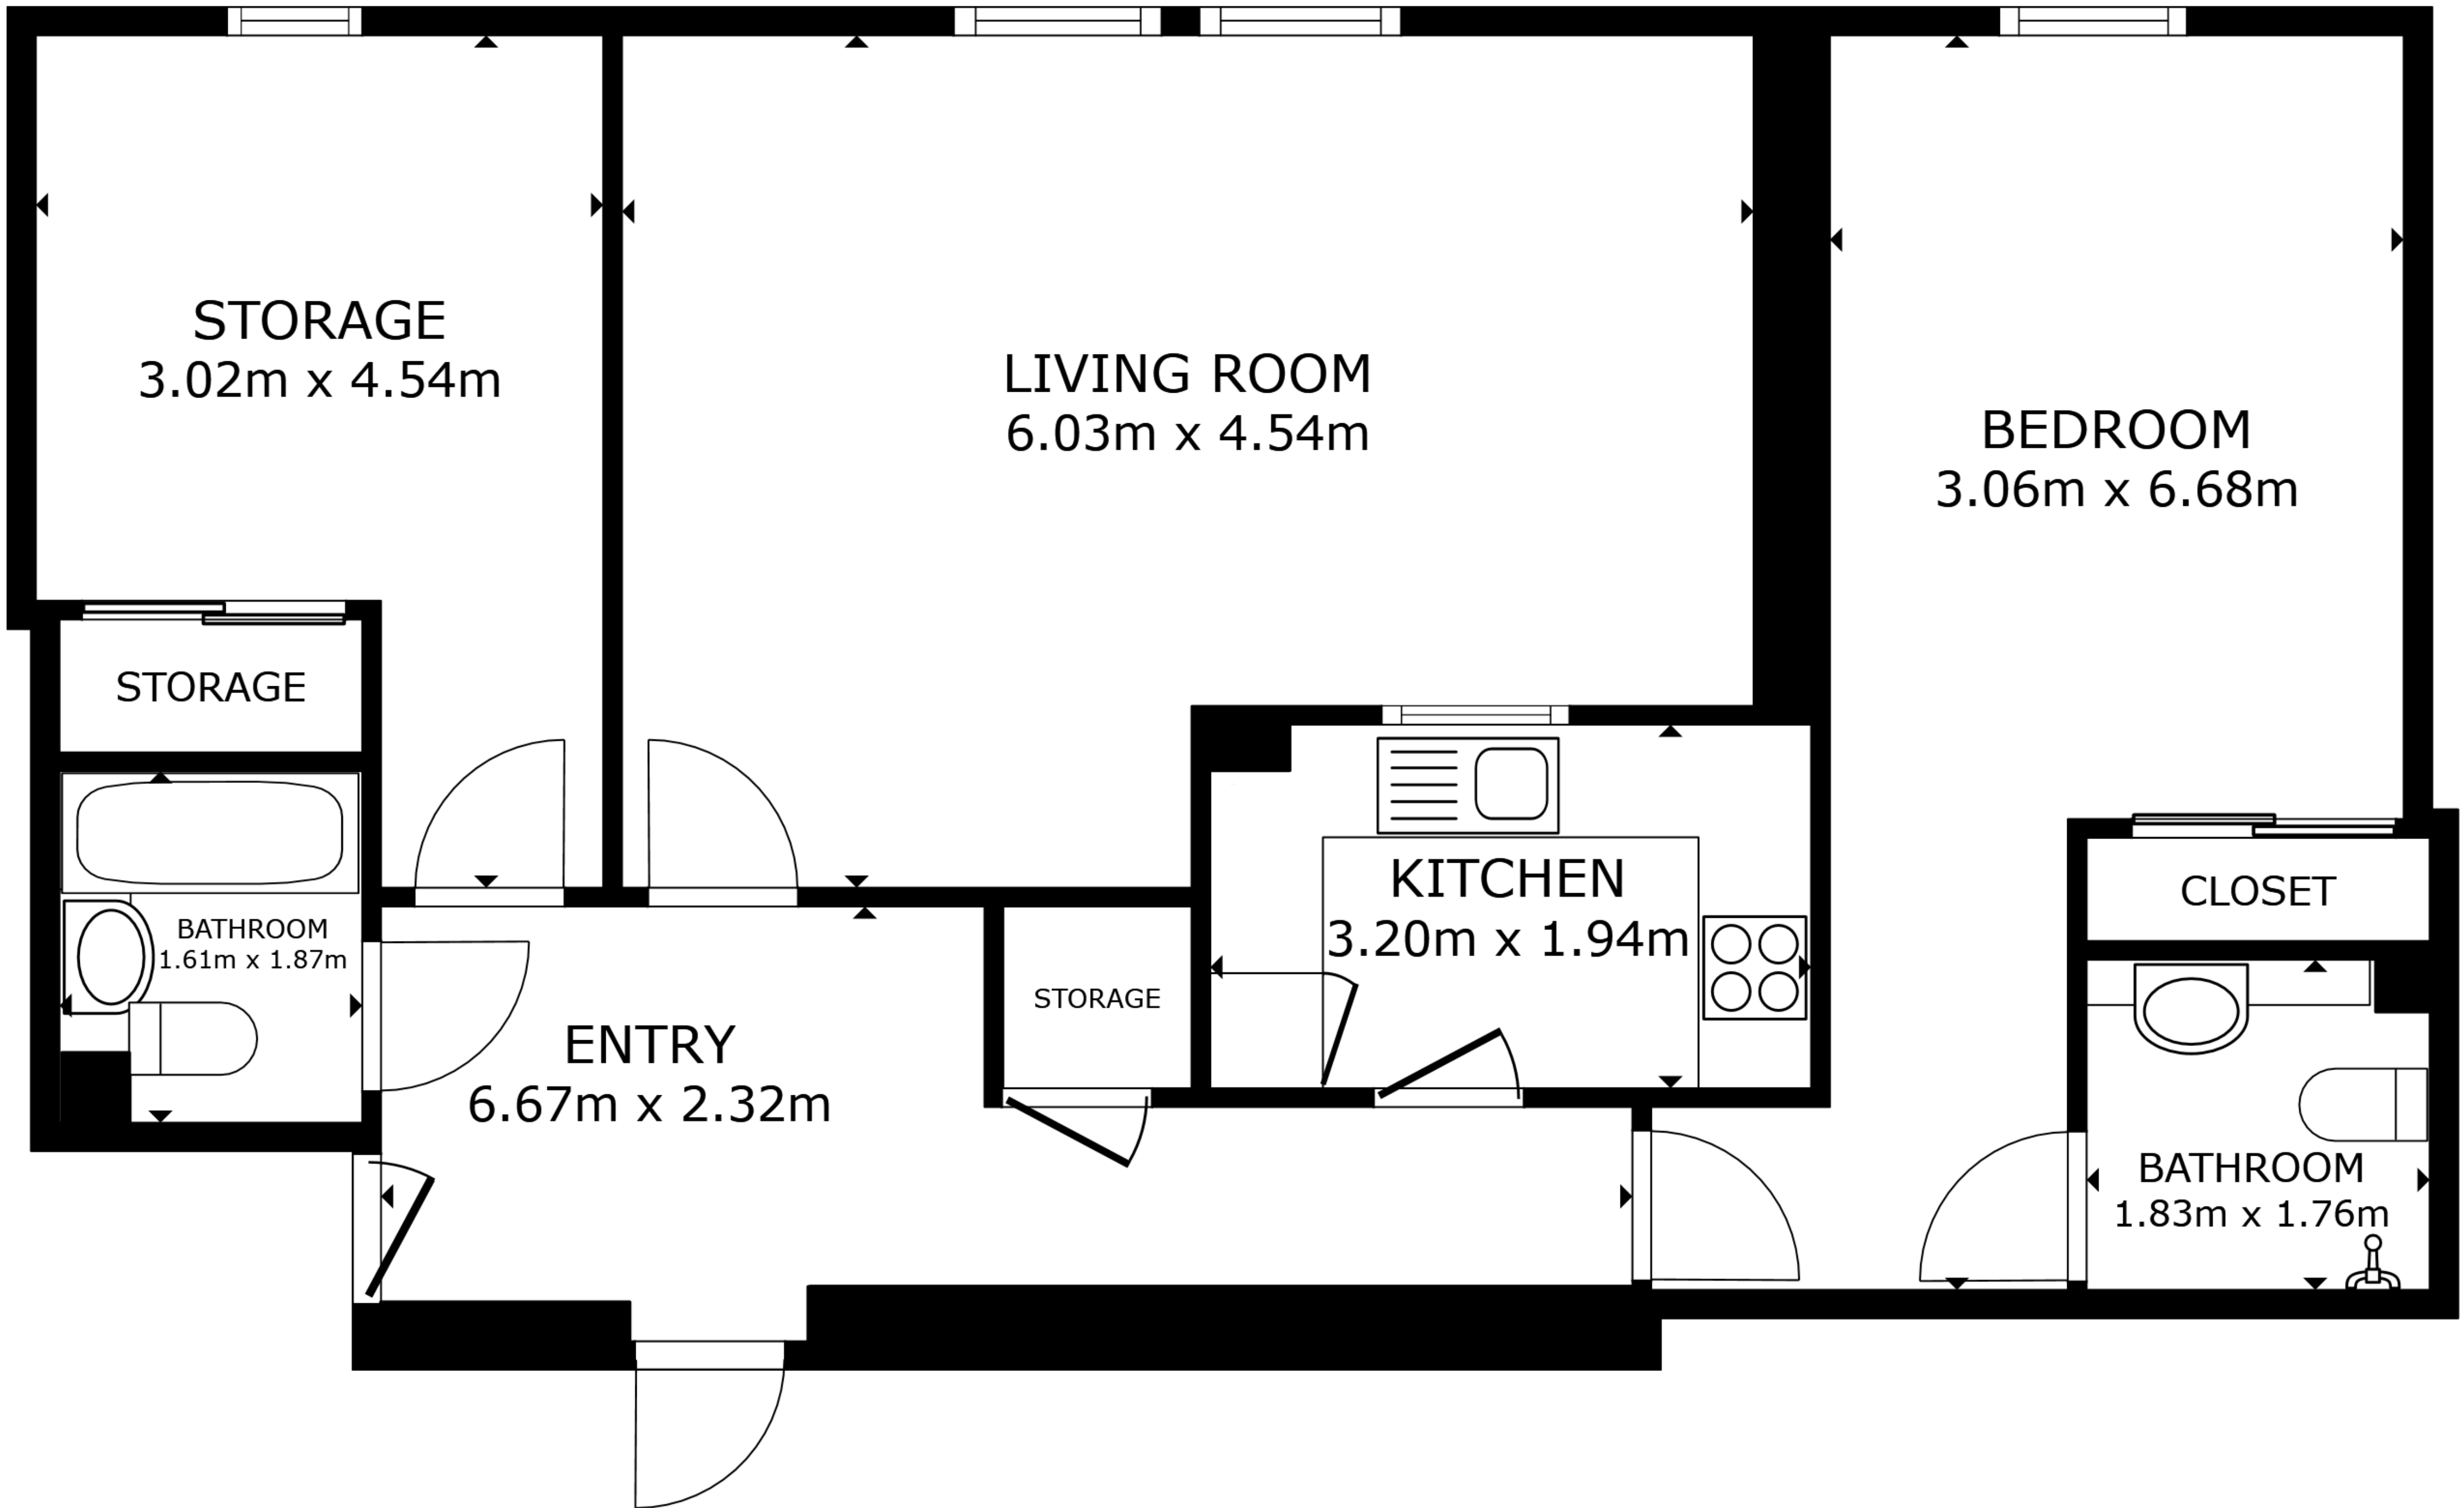 STORAGE
3.02m x 4.54m
LIVING ROOM
6.03m x 4.54m
BEDROOM
3.06m x 6.68m
STORAGE
KITCHEN
3.20m x 1.94m
CLOSET
BATHROOM
1.61m x 1.87m
STORAGE
ENTRY
6.67m x 2.32m
BATHROOM
1.83m x 1.76m